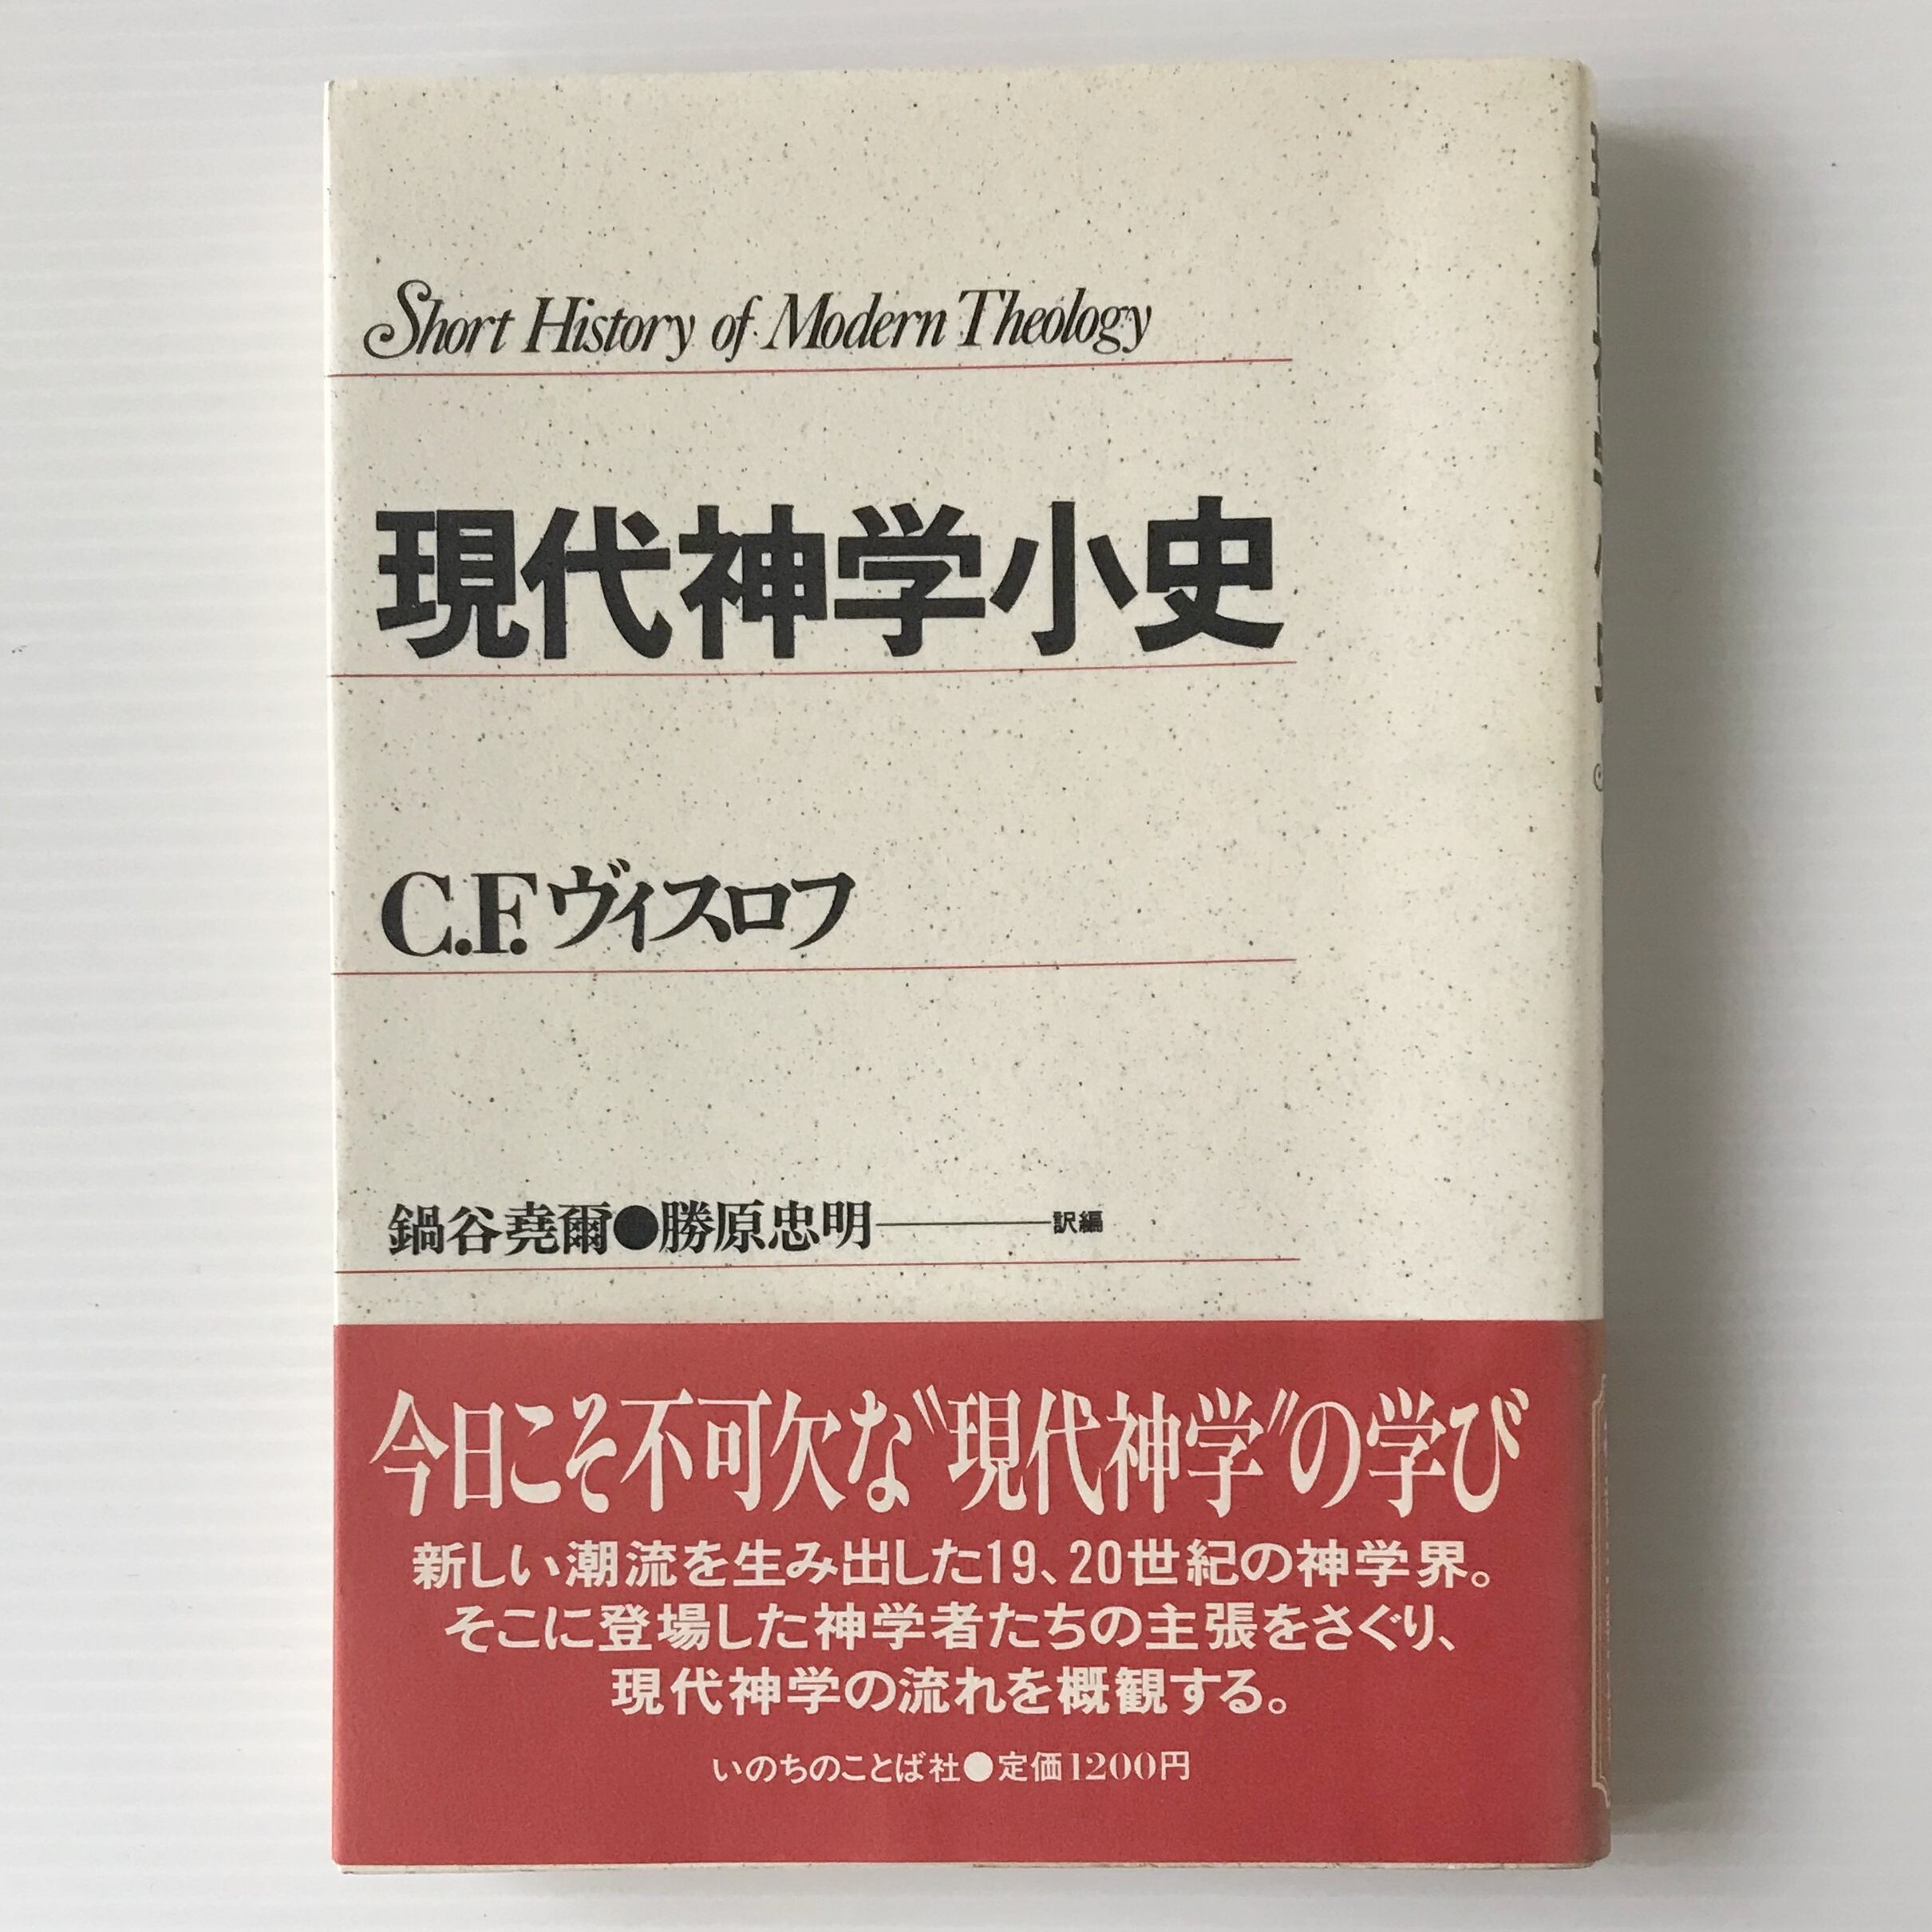 Short History of Modern Theology
現代神学小史
C.F.ヴィスロフ
鍋谷堯爾●勝原忠明――訳編
今日こそ不可欠な〝現代神学〟の学び
新しい潮流を生み出した19、20世紀の神学界。
そこに登場した神学者たちの主張をさぐり、
現代神学の流れを概観する。
いのちのことば社●定価1200円